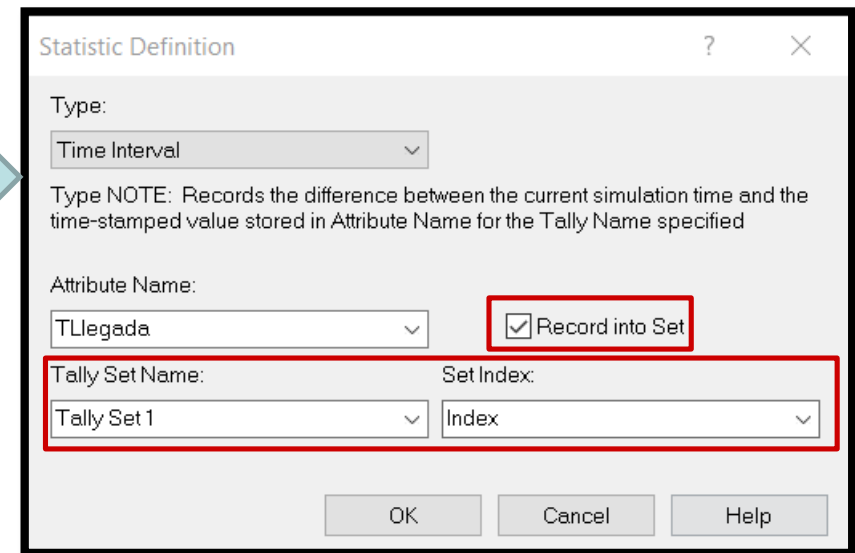 Statistic Definition
?
Type:
Time Interval
Type NOTE: Records the difference between the current simulation time and the
time-stamped value stored in Attribute Name for the Tally Name specified
Attribute Name:
TLlegada
Record into Set
Tally Set Name:
Set Index:
Tally Set 1
Index
OK
Cancel
Help